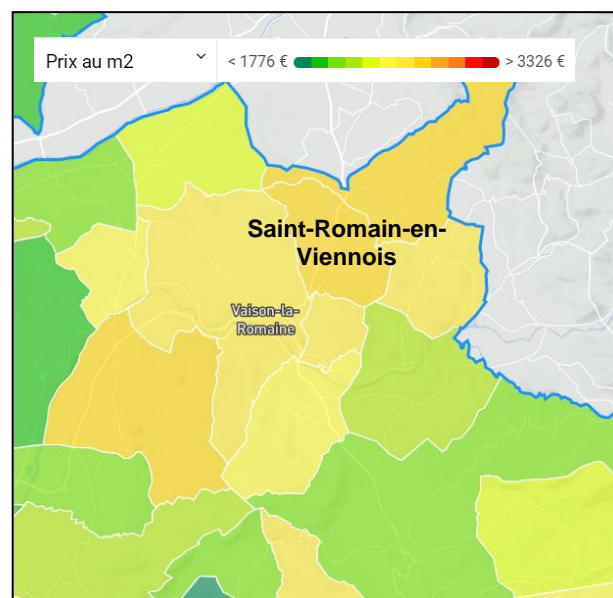 Prix au m2
< 1776 €
> 3326 €
Saint-Romain-en-
Viennois
Vaison-la-
Romaine